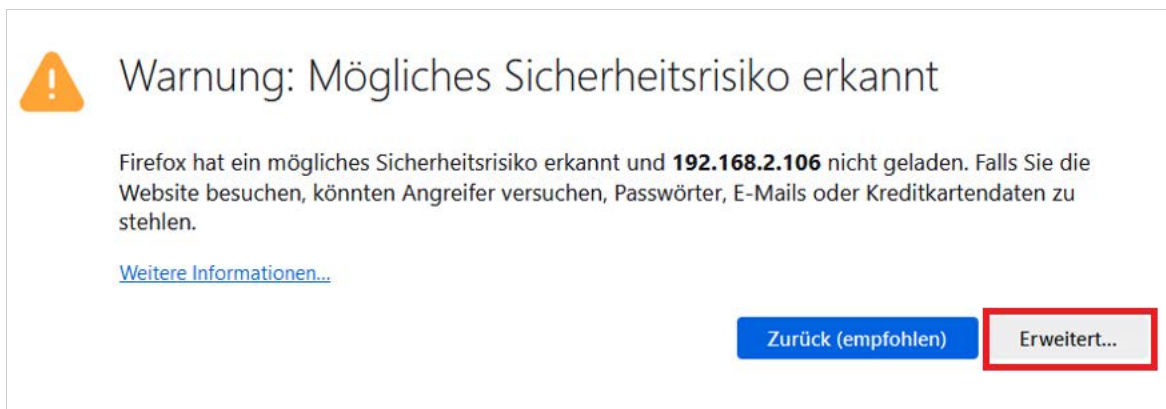 Warnung: Mögliches Sicherheitsrisiko erkannt
Firefox hat ein mögliches Sicherheitsrisiko erkannt und 192.168.2.106 nicht geladen. Falls Sie die
Website besuchen, könnten Angreifer versuchen, Passwörter, E-Mails oder Kreditkartendaten zu
stehlen.
Weitere Informationen...
Zurück (empfohlen)
Erweitert...